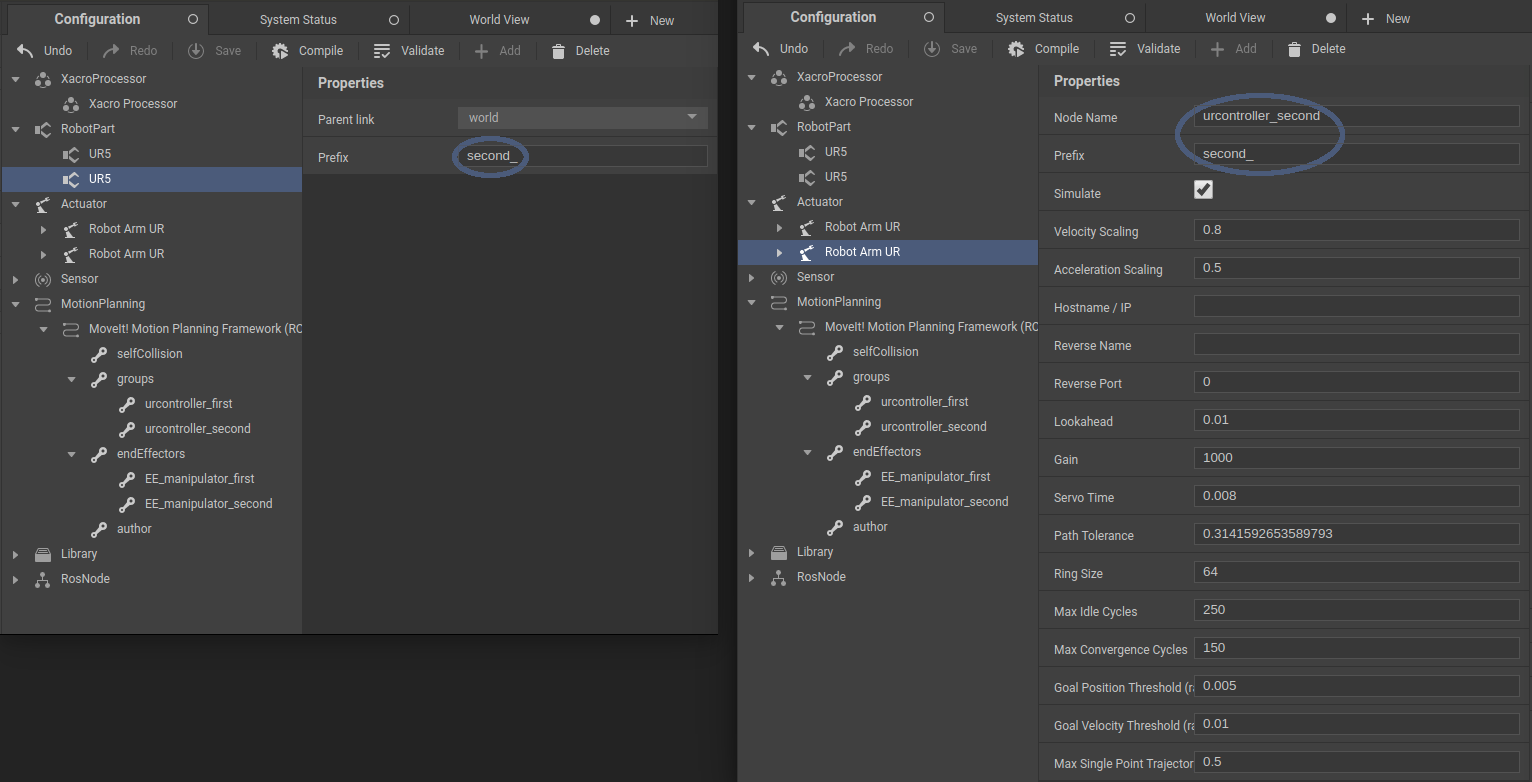 Configuration
System Status
World View
New
Undo
Redo
Save
Compile
Validate
Add
Delete
XacroProcessor
Xacro Processor
RobotPart
UR5
UR5
Actuator
Robot Arm UR
Robot Arm UR
Sensor
MotionPlanning
MoveIt! Motion Planning Framework (RO
selfCollision
groups
urcontroller_first
urcontroller_second
endEffectors
EE_manipulator_first
EE_manipulator_second
author
Library
RosNode
Properties
Parent link world
Prefix second_
Configuration
System Status
World View
New
Undo
Redo
Save
Compile
Validate
Add
Delete
XacroProcessor
Xacro Processor
RobotPart
UR5
UR5
Actuator
Robot Arm UR
Robot Arm UR
Sensor
MotionPlanning
MoveIt! Motion Planning Framework (RO
selfCollision
groups
urcontroller_first
urcontroller_second
endEffectors
EE_manipulator_first
EE_manipulator_second
author
Library
RosNode
Properties
Node Name urcontroller_second
Prefix second_
Simulate
Velocity Scaling 0.8
Acceleration Scaling 0.5
Hostname / IP
Reverse Name
Reverse Port 0
Lookahead 0.01
Gain 1000
Servo Time 0.008
Path Tolerance 0.3141592653589793
Ring Size 64
Max Idle Cycles 250
Max Convergence Cycles 150
Goal Position Threshold (ra 0.005
Goal Velocity Threshold (ra 0.01
Max Single Point Trajector 0.5